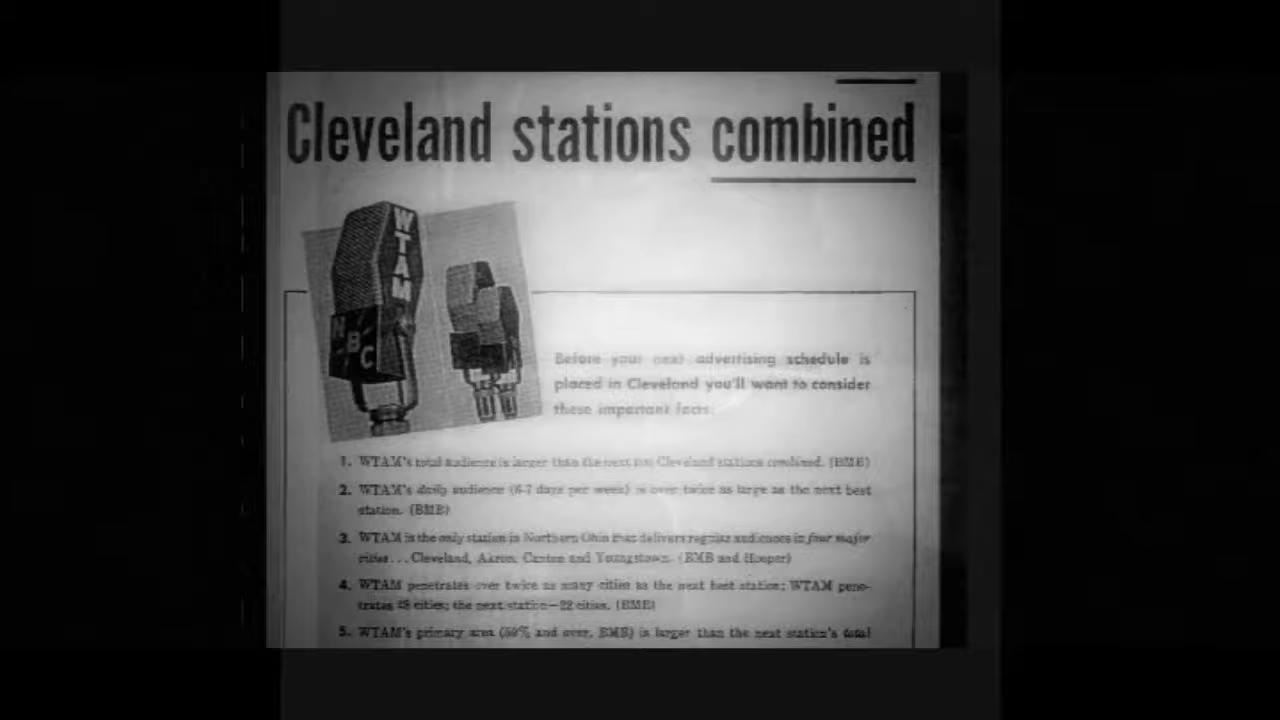 Cleveland stations combined
WTAM
NBC
Before your next advertising schedule is
placed in Cleveland you'll want to consider
these important facts:
1. WTAM's total audience is larger than the next two Cleveland stations combined. (BMB)
2. WTAM's daily audience (6-7 days per week) is over twice as large as the next best
station. (BMB)
3. WTAM is the only station in Northern Ohio that delivers regular audiences in four major
cities...Cleveland, Akron, Canton and Youngstown. (BMB and Hooper)
4. WTAM penetrates over twice as many cities as the next best station; WTAM pene-
trates cities; the next station—22 cities. (BMB)
5. WTAM's primary area (50% and over, BMB) is larger than the next station's total